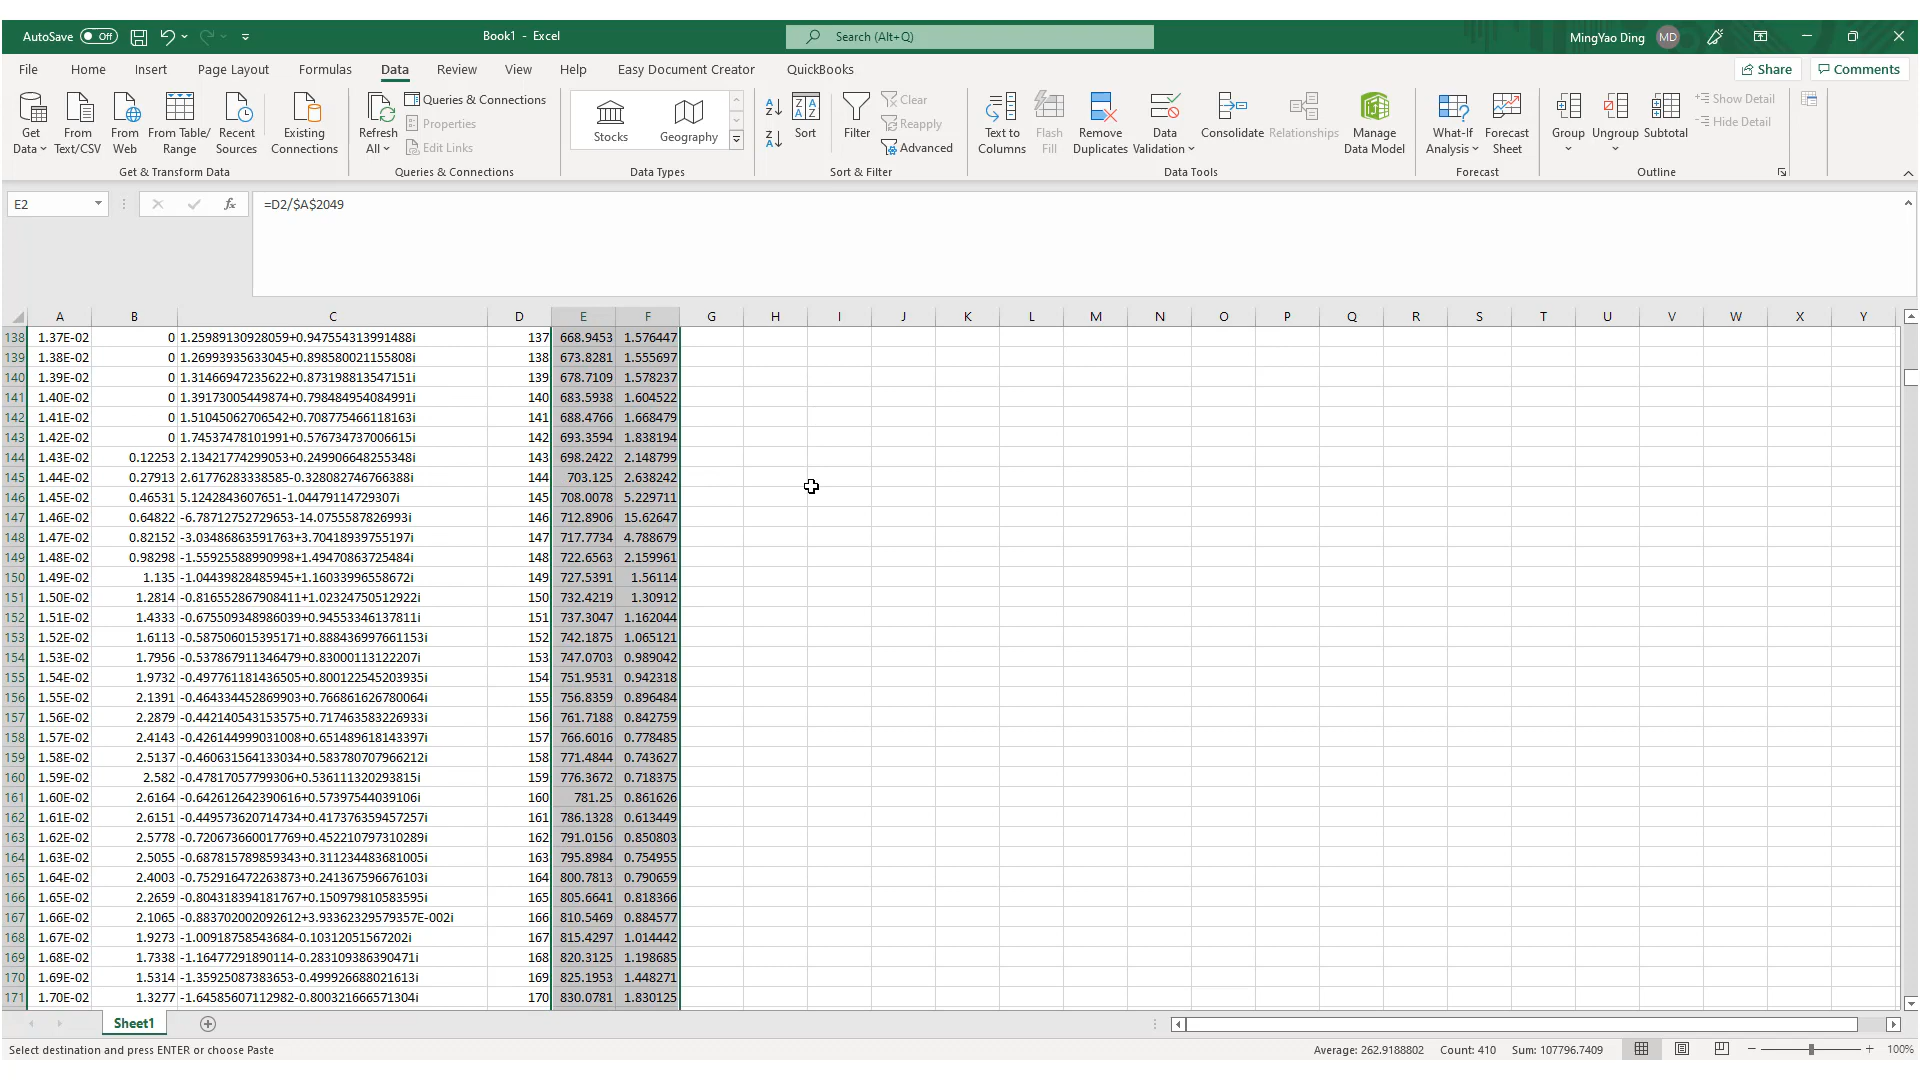 AutoSave Off Book1 - Excel Search (Alt+Q) MingYao Ding MD
File Home Insert Page Layout Formulas Data Review View Help Easy Document Creator QuickBooks Share Comments
Get Data From Text/CSV From Web From Table/ Range Recent Sources Existing Connections
Get & Transform Data
Refresh All Queries & Connections Properties Edit Links
Queries & Connections
Stocks Geography
Data Types
Sort Filter Clear Reapply Advanced
Sort & Filter
Text to Columns Flash Fill Remove Duplicates Data Validation Consolidate Relationships Manage Data Model
Data Tools
What-If Analysis Forecast Sheet
Forecast
Group Ungroup Subtotal Show Detail Hide Detail
Outline
E2 fx =D2/$A$2049
A B C D E F G H I J K L M N O P Q R S T U V W X Y
138 1.37E-02 0 1.25989130928059+0.947554313991488i 137 668.9453 1.576447
139 1.38E-02 0 1.26993935633045+0.898580021155808i 138 673.8281 1.555697
140 1.39E-02 0 1.31466947235622+0.873198813547151i 139 678.7109 1.578237
141 1.40E-02 0 1.39173005449874+0.798484954084991i 140 683.5938 1.604522
142 1.41E-02 0 1.51045062706542+0.708775466118163i 141 688.4766 1.668479
143 1.42E-02 0 1.74537478101991+0.576734737006615i 142 693.3594 1.838194
144 1.43E-02 0.12253 2.13421774299053+0.249906648255348i 143 698.2422 2.148799
145 1.44E-02 0.27913 2.61776283338585-0.328082746766388i 144 703.125 2.638242
146 1.45E-02 0.46531 5.1242843607651-1.04479114729307i 145 708.0078 5.229711
147 1.46E-02 0.64822 -6.78712752729653-14.0755587826993i 146 712.8906 15.62647
148 1.47E-02 0.82152 -3.03486863591763+3.70418939755197i 147 717.7734 4.788679
149 1.48E-02 0.98298 -1.55925588990998+1.49470863725484i 148 722.6563 2.159961
150 1.49E-02 1.135 -1.04439828485945+1.16033996558672i 149 727.5391 1.56114
151 1.50E-02 1.2814 -0.816552867908411+1.02324750512922i 150 732.4219 1.30912
152 1.51E-02 1.4333 -0.675509348986039+0.94553346137811i 151 737.3047 1.162044
153 1.52E-02 1.6113 -0.587506015395171+0.888436997661153i 152 742.1875 1.065121
154 1.53E-02 1.7956 -0.537867911346479+0.83000113122207i 153 747.0703 0.989042
155 1.54E-02 1.9732 -0.497761181436505+0.800122545203935i 154 751.9531 0.942318
156 1.55E-02 2.1391 -0.464334452869903+0.766861626780064i 155 756.8359 0.896484
157 1.56E-02 2.2879 -0.442140543153575+0.717463583226933i 156 761.7188 0.842759
158 1.57E-02 2.4143 -0.426144999031008+0.651489618143397i 157 766.6016 0.778485
159 1.58E-02 2.5137 -0.460631564133034+0.583780707966212i 158 771.4844 0.743627
160 1.59E-02 2.582 -0.47817057799306+0.536111320293815i 159 776.3672 0.718375
161 1.60E-02 2.6164 -0.642612642390616+0.57397544039106i 160 781.25 0.861626
162 1.61E-02 2.6151 -0.449573620714734+0.417376359457257i 161 786.1328 0.613449
163 1.62E-02 2.5778 -0.720673660017769+0.452210797310289i 162 791.0156 0.850803
164 1.63E-02 2.5055 -0.687815789859343+0.311234483681005i 163 795.8984 0.754955
165 1.64E-02 2.4003 -0.752916472263873+0.241367596676103i 164 800.7813 0.790659
166 1.65E-02 2.2659 -0.804318394181767+0.150979810583595i 165 805.6641 0.818366
167 1.66E-02 2.1065 -0.883702002092612+3.93362329579357E-002i 166 810.5469 0.884577
168 1.67E-02 1.9273 -1.00918758543684-0.10312051567202i 167 815.4297 1.014442
169 1.68E-02 1.7338 -1.16477291890114-0.283109386390471i 168 820.3125 1.198685
170 1.69E-02 1.5314 -1.35925087383653-0.499926688021613i 169 825.1953 1.448271
171 1.70E-02 1.3277 -1.64585607112982-0.800321666571304i 170 830.0781 1.830125
Sheet1
Select destination and press ENTER or choose Paste Average: 262.9188802 Count: 410 Sum: 107796.7409 100%